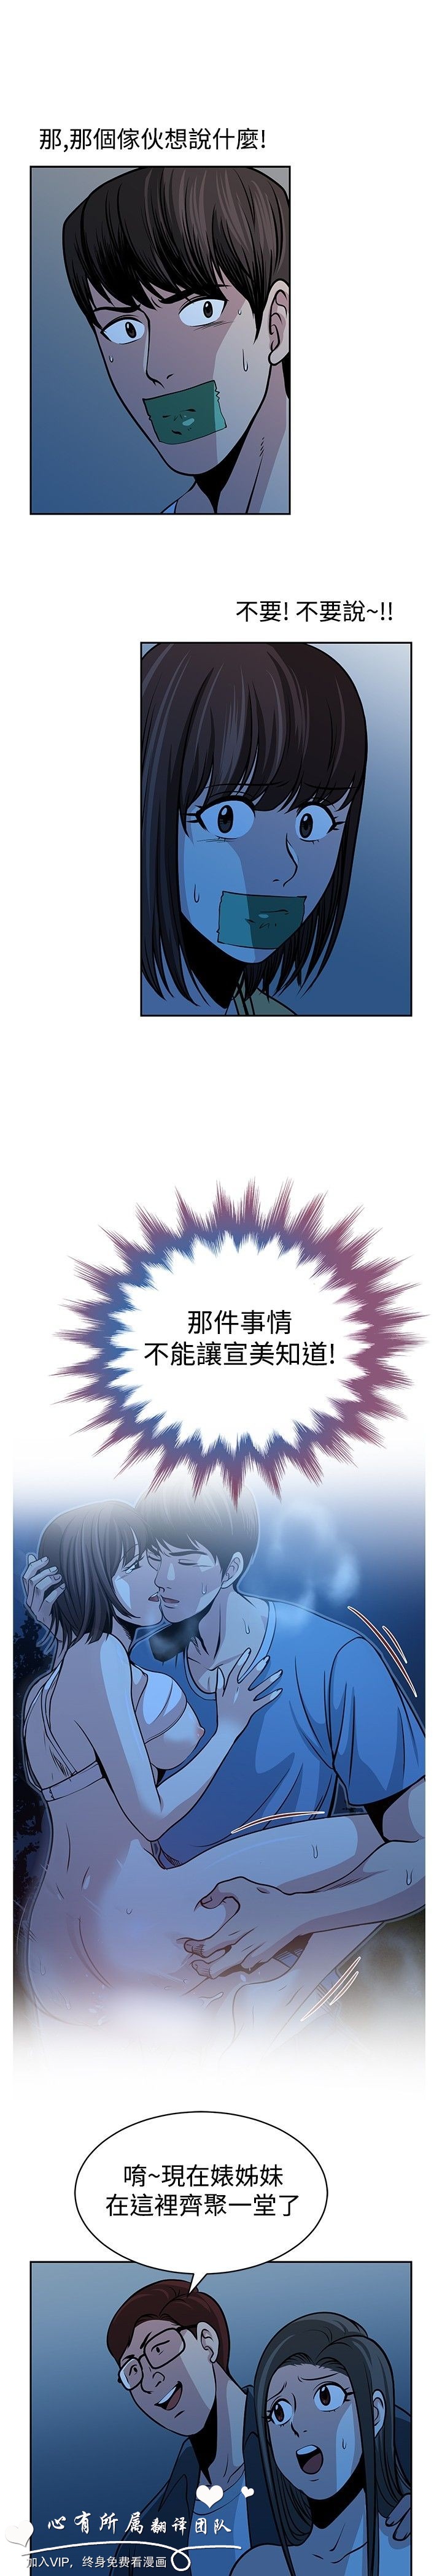 那,那個傢伙想說什麼!
不要! 不要說~!!
那件事情
不能讓宣美知道!
唷~現在婊姊妹
在這裡齊聚一堂了
心有所属翻译团队
加入VIP，终身免费看漫画